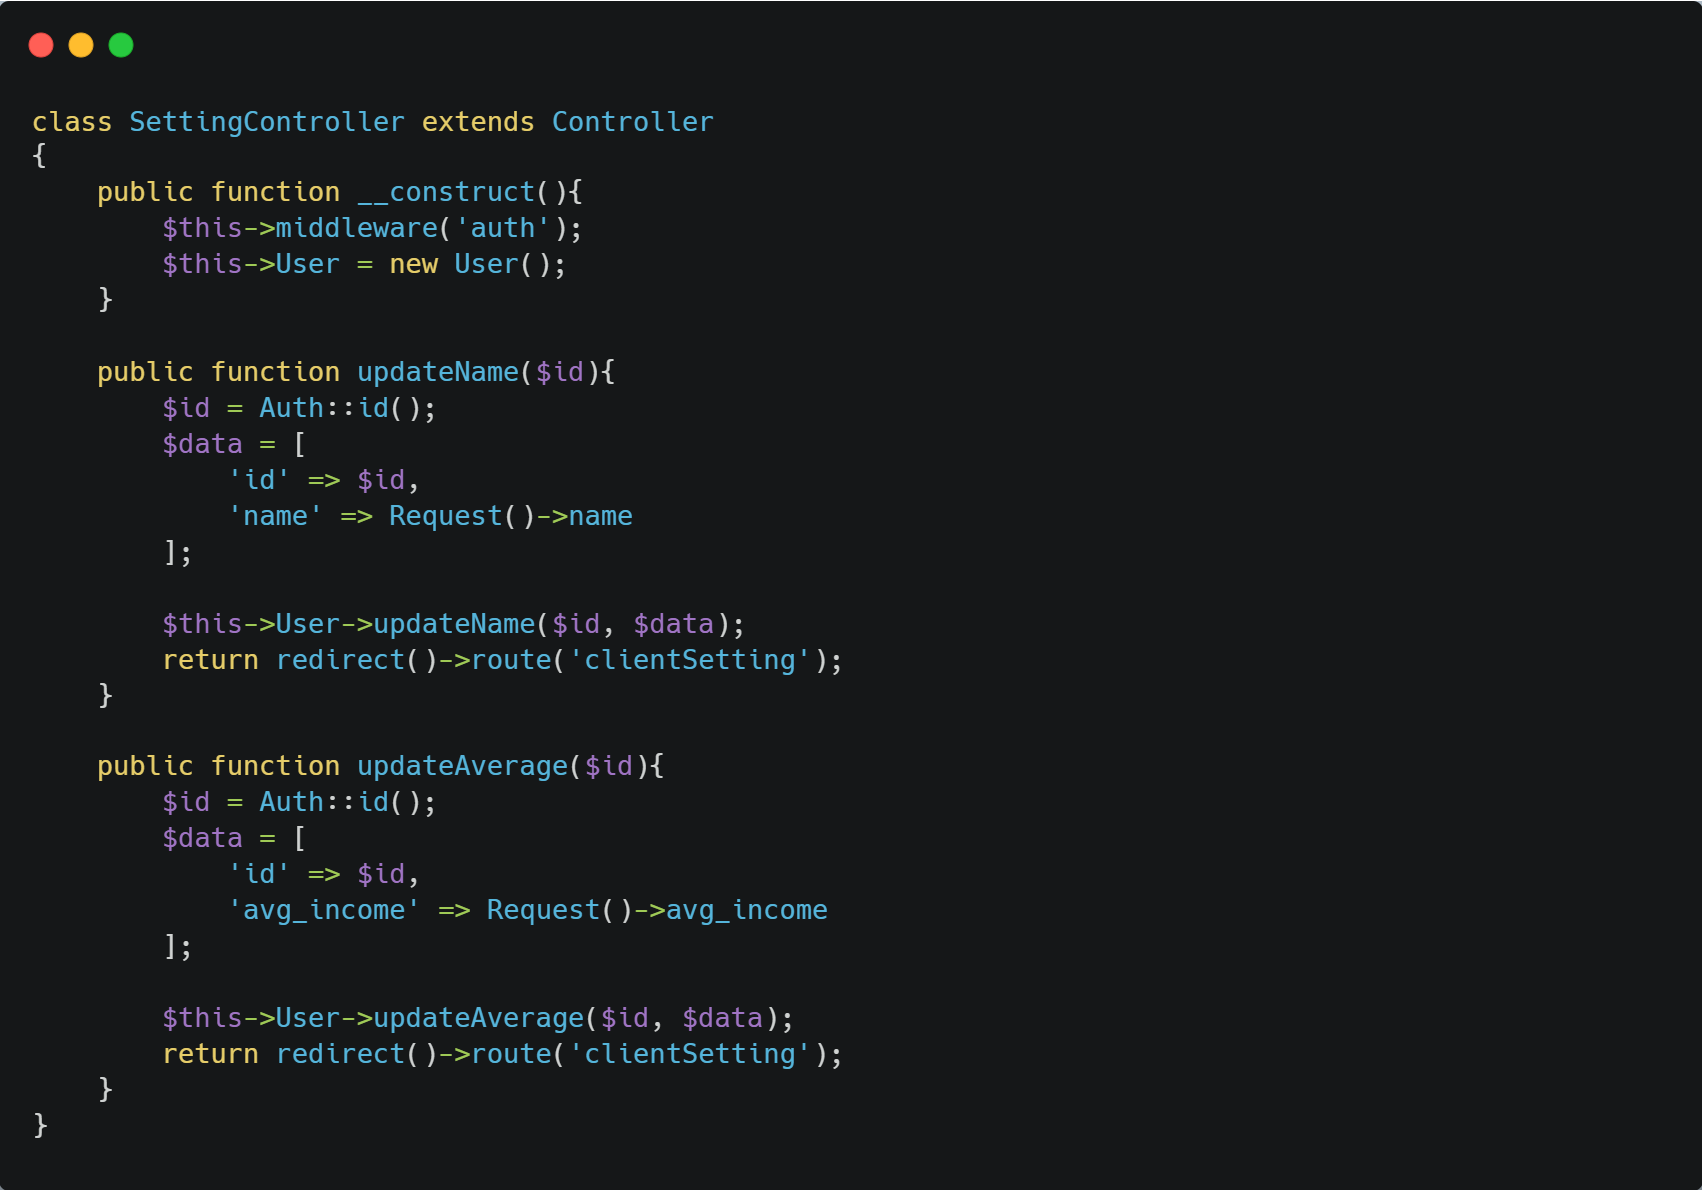 class SettingController extends Controller
{
    public function __construct(){
        $this->middleware('auth');
        $this->User = new User();
    }

    public function updateName($id){
        $id = Auth::id();
        $data = [
            'id' => $id,
            'name' => Request()->name
        ];

        $this->User->updateName($id, $data);
        return redirect()->route('clientSetting');
    }

    public function updateAverage($id){
        $id = Auth::id();
        $data = [
            'id' => $id,
            'avg_income' => Request()->avg_income
        ];

        $this->User->updateAverage($id, $data);
        return redirect()->route('clientSetting');
    }
}